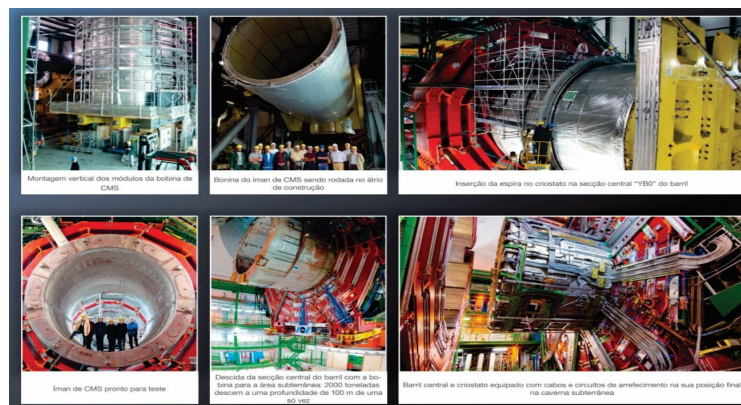 Montagem vertical dos módulos da bobina de
CMS
Bonina do íman de CMS sendo rodada no átrio
de construção
Inserção da espira no criostato na secção central "YB0" do barril
Íman de CMS pronto para teste
Descida da secção central do barril com a bo-
bina para a área subterrânea: 2000 toneladas
descem a uma profundidade de 100 m de uma
só vez
Barril central e criostato equipado com cabos e circuitos de arrefecimento na sua posição final
na caverna subterrânea